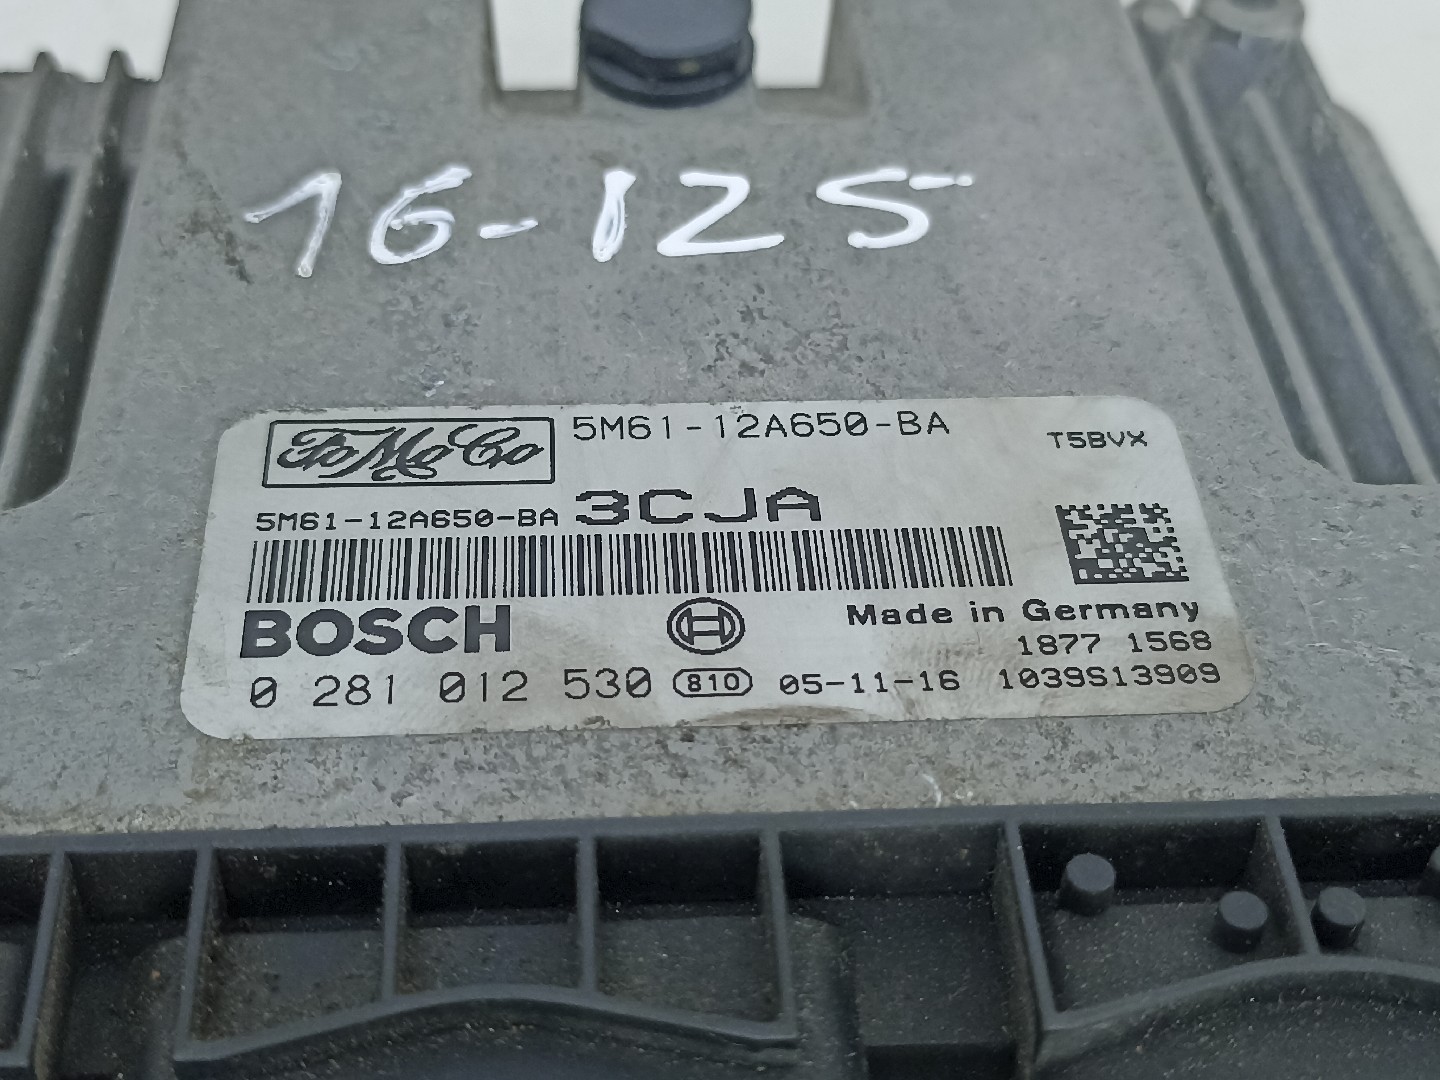 16-125
FoMoCo 5M61-12A650-BA T5BVX
5M61-12A650-BA 3CJA
BOSCH Made in Germany
1877 1568
0 281 012 530 810 05-11-16 1039S13909